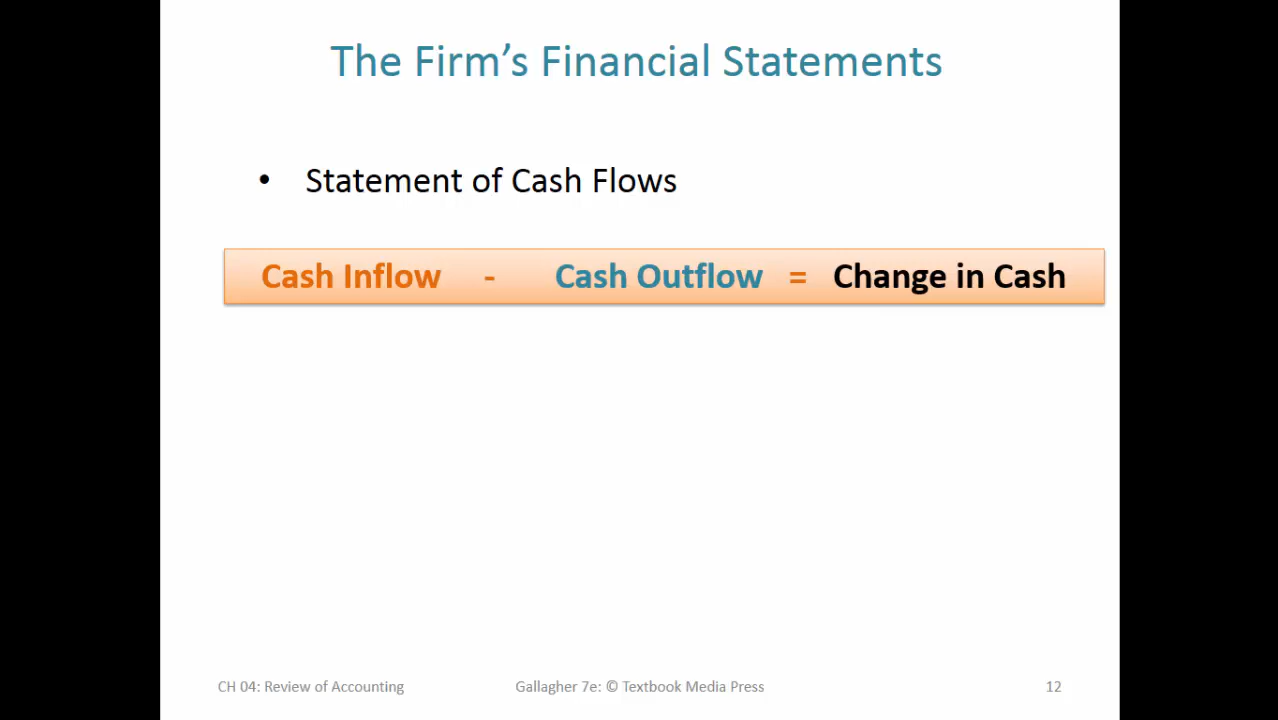 The Firm’s Financial Statements
• Statement of Cash Flows
Cash Inflow - Cash Outflow = Change in Cash
CH 04: Review of Accounting Gallagher 7e: © Textbook Media Press 12